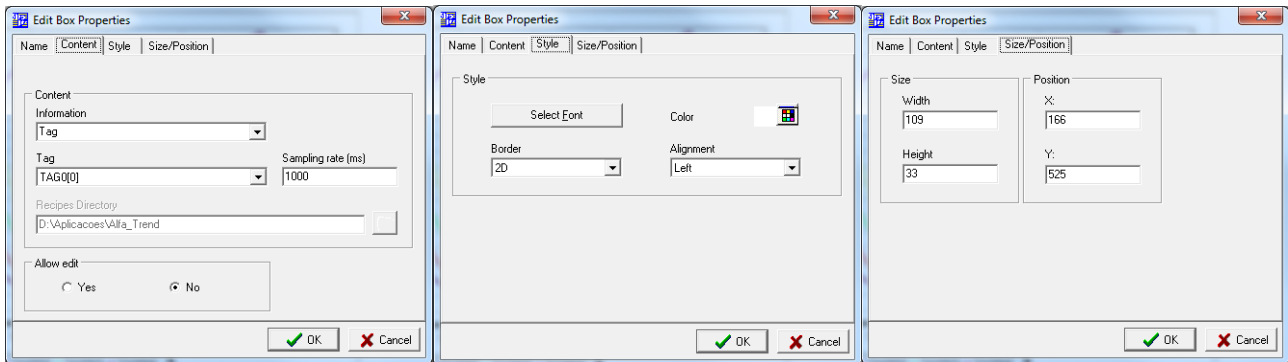 Edit Box Properties
Name Content Style Size/Position
Content
Information
Tag
Tag Sampling rate (ms)
TAG0[0] 1000
Recipes Directory
D:\Aplicacoes\Alfa_Trend
Allow edit
Yes No
OK Cancel
Edit Box Properties
Name Content Style Size/Position
Style
Select Font Color
Border Alignment
2D Left
OK Cancel
Edit Box Properties
Name Content Style Size/Position
Size Position
Width X:
109 166
Height Y:
33 525
OK Cancel